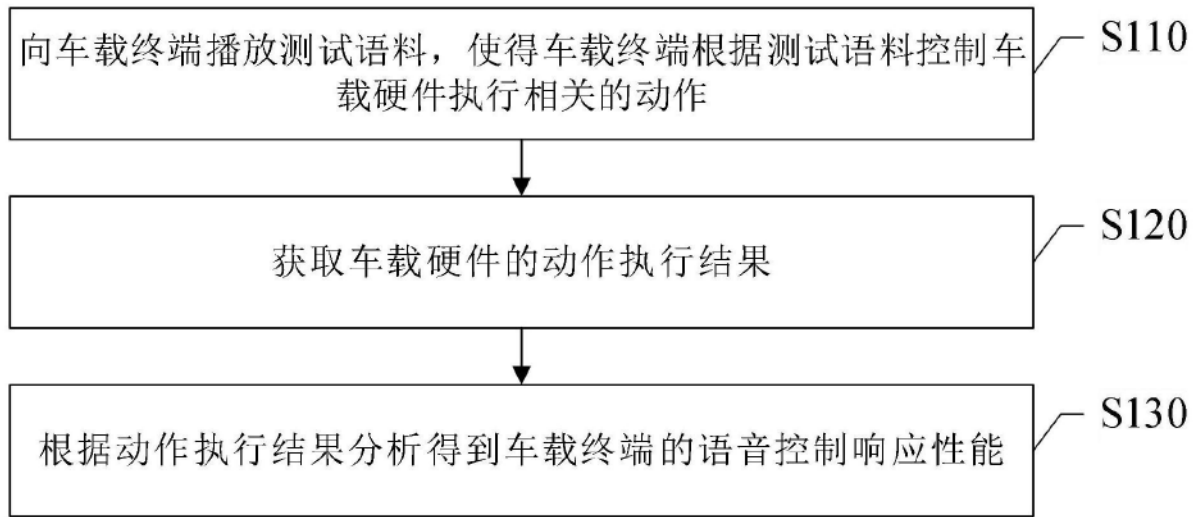 向车载终端播放测试语料，使得车载终端根据测试语料控制车
载硬件执行相关的动作
S110
获取车载硬件的动作执行结果
S120
根据动作执行结果分析得到车载终端的语音控制响应性能
S130